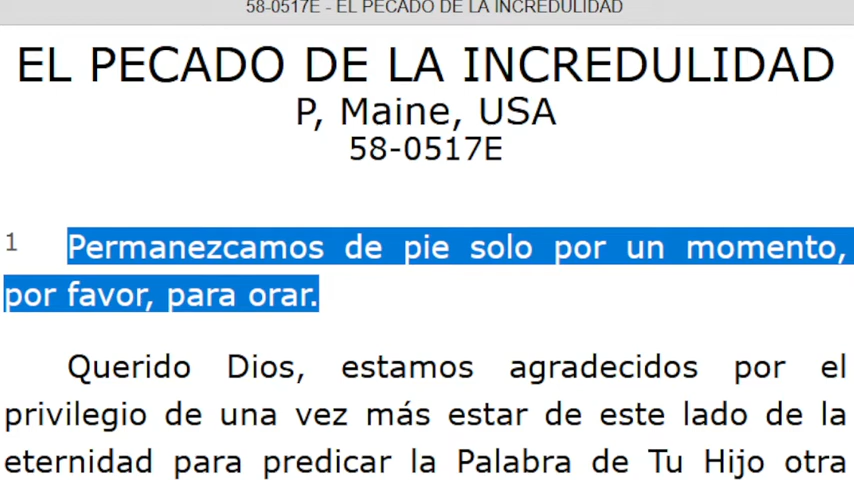 58-0517E - EL PECADO DE LA INCREDULIDAD
EL PECADO DE LA INCREDULIDAD
P, Maine, USA
58-0517E
1 Permanezcamos de pie solo por un momento,
por favor, para orar.
Querido Dios, estamos agradecidos por el
privilegio de una vez más estar de este lado de la
eternidad para predicar la Palabra de Tu Hijo otra